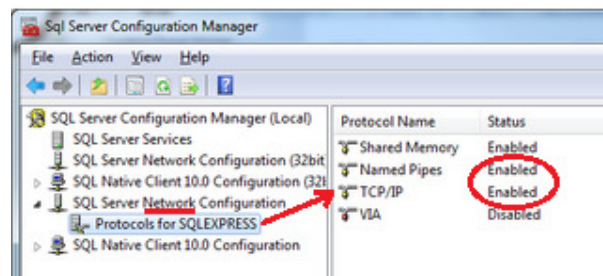 Sql Server Configuration Manager
File Action View Help
SQL Server Configuration Manager (Local)
SQL Server Services
SQL Server Network Configuration (32bit
SQL Native Client 10.0 Configuration (32b
SQL Server Network Configuration
Protocols for SQLEXPRESS
SQL Native Client 10.0 Configuration
Protocol Name Status
Shared Memory Enabled
Named Pipes Enabled
TCP/IP Enabled
VIA Disabled